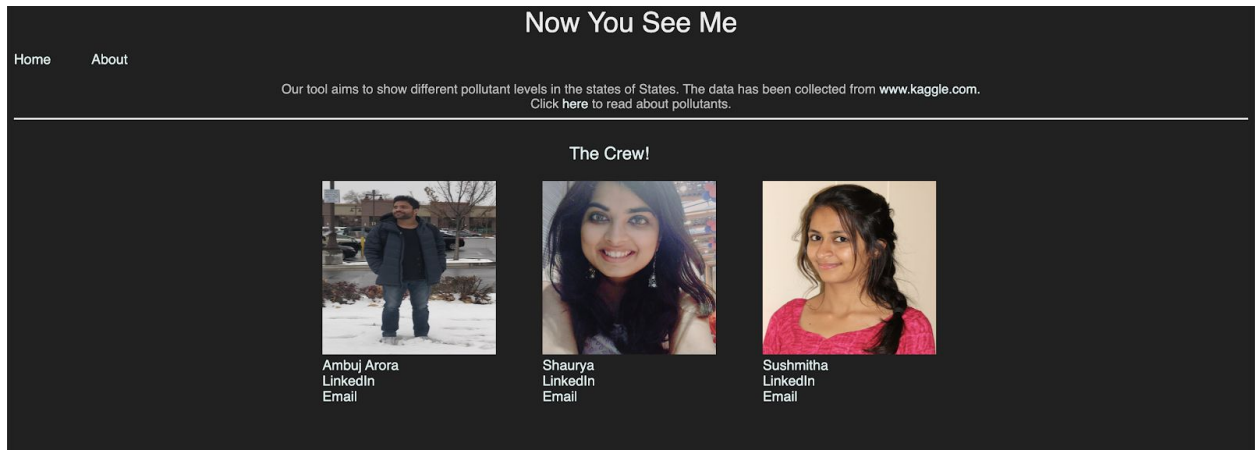 Now You See Me
Home About
Our tool aims to show different pollutant levels in the states of States. The data has been collected from www.kaggle.com.
Click here to read about pollutants.
The Crew!
Ambuj Arora Shaurya Sushmitha
LinkedIn LinkedIn LinkedIn
Email Email Email